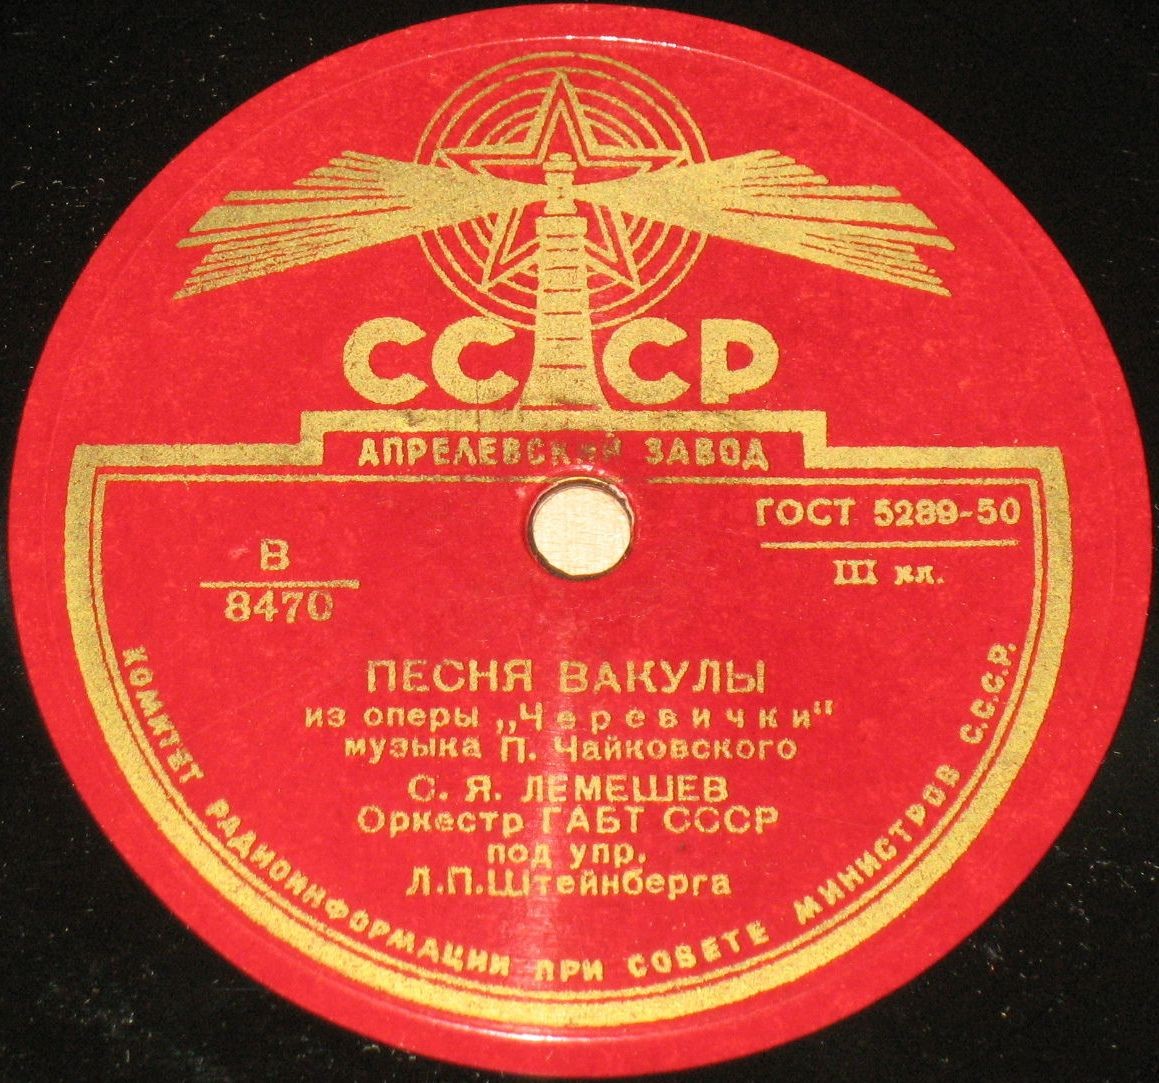 СССР
АПРЕЛЕВСКИЙ ЗАВОД
ГОСТ 5289-50
III кл.
В
8470
ПЕСНЯ ВАКУЛЫ
из оперы „Черевички"
музыка П. Чайковского
С. Я. ЛЕМЕШЕВ
Оркестр ГАБТ СССР
под упр.
Л.П.Штейнберга
КОМИТЕТ РАДИОИНФОРМАЦИИ ПРИ СОВЕТЕ МИНИСТРОВ С.С.С.Р.